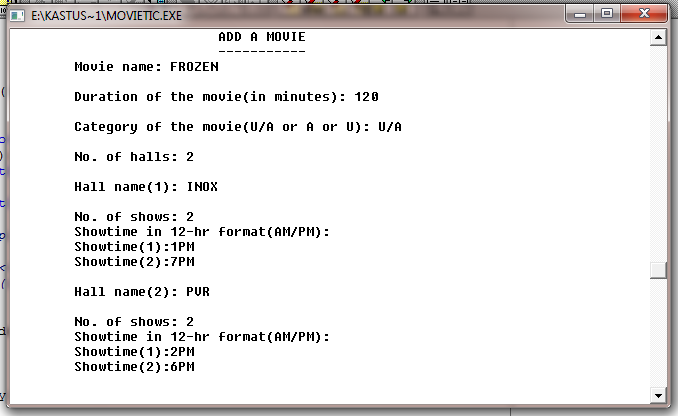 E:\KASTUS~1\MOVIETIC.EXE
ADD A MOVIE
-----------
Movie name: FROZEN
Duration of the movie(in minutes): 120
Category of the movie(U/A or A or U): U/A
No. of halls: 2
Hall name(1): INOX
No. of shows: 2
Showtime in 12-hr format(AM/PM):
Showtime(1):1PM
Showtime(2):7PM
Hall name(2): PVR
No. of shows: 2
Showtime in 12-hr format(AM/PM):
Showtime(1):2PM
Showtime(2):6PM